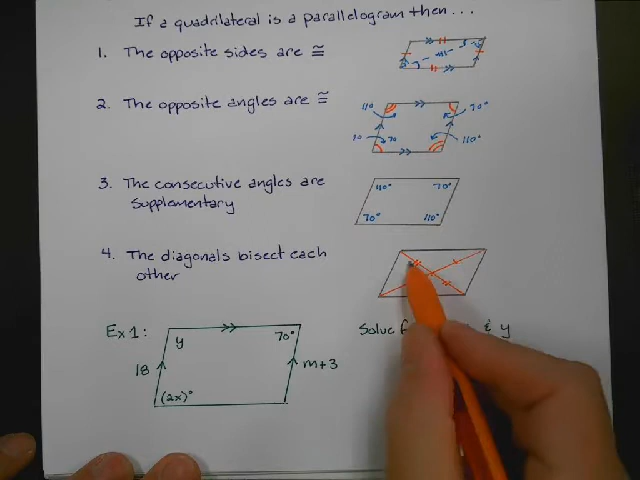 If a quadrilateral is a parallelogram then...
1. The opposite sides are ≅
2. The opposite angles are ≅
110 70°
70 110°
3. The consecutive angles are
supplementary
110° 70°
70° 110°
4. The diagonals bisect each
other
Ex 1: y 70° Solve & y
18 m+3
(2x)°